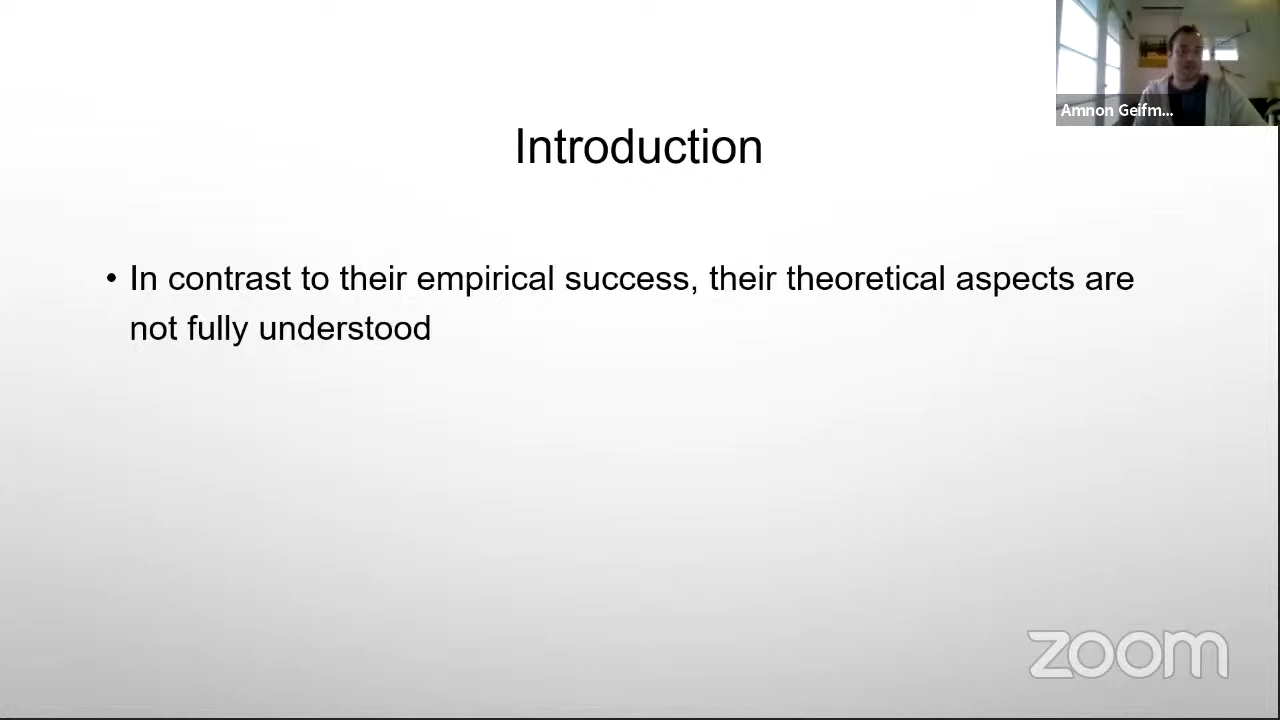 Amnon Geifm...
Introduction
• In contrast to their empirical success, their theoretical aspects are
not fully understood
zoom